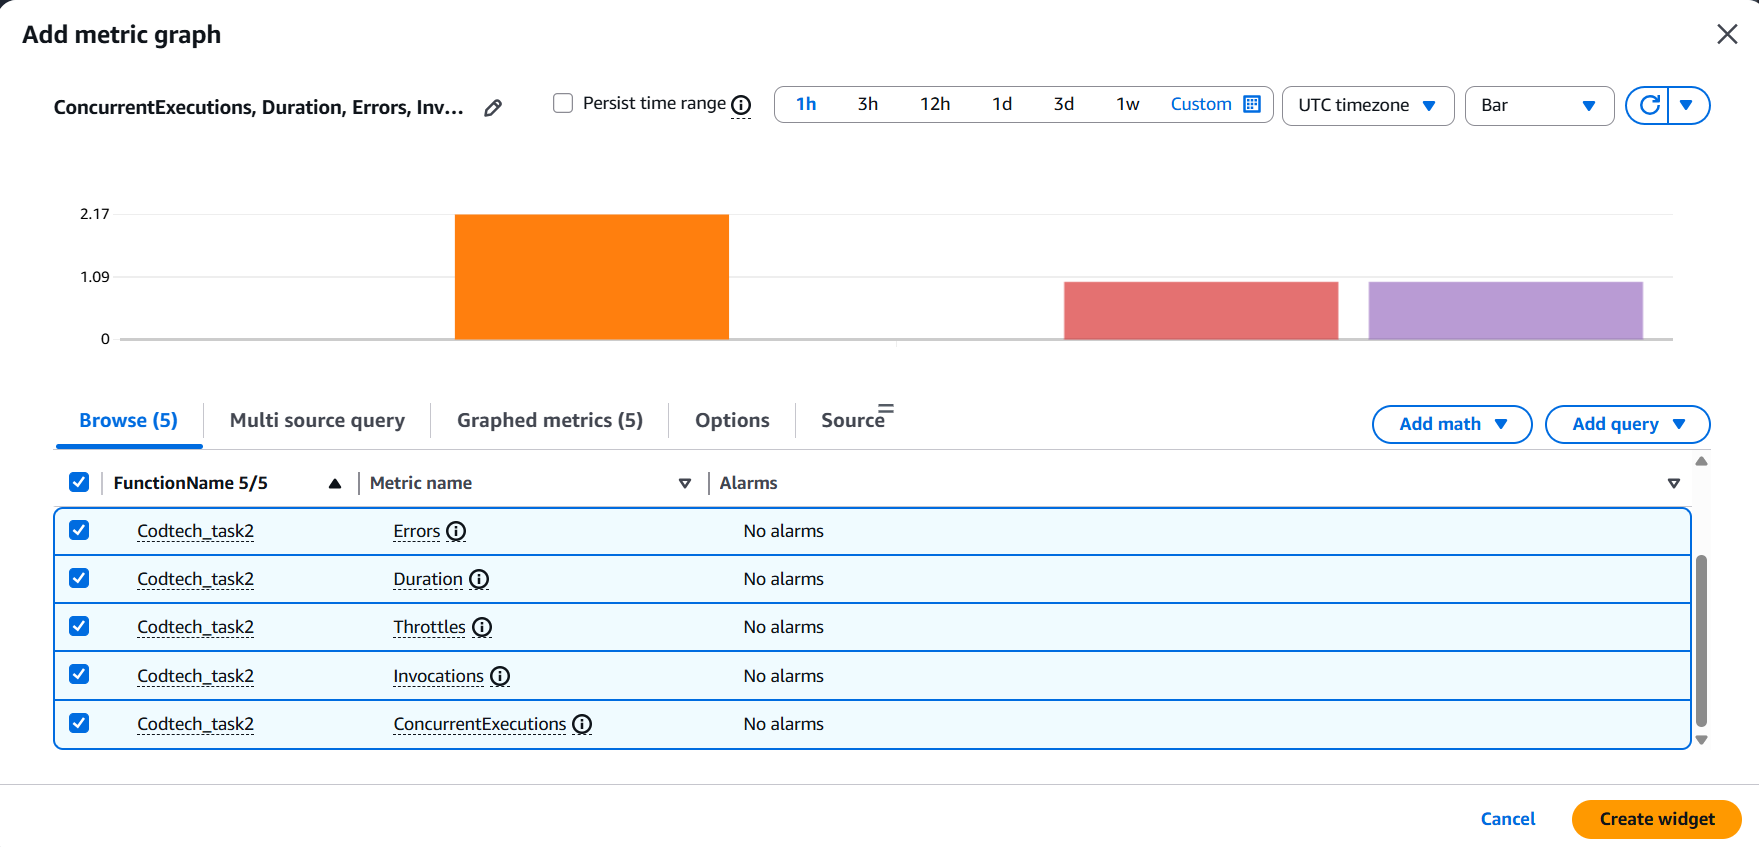 Add metric graph
ConcurrentExecutions, Duration, Errors, Inv...
Persist time range
1h 3h 12h 1d 3d 1w Custom
UTC timezone
Bar
2.17
1.09
0
Browse (5)
Multi source query
Graphed metrics (5)
Options
Source
Add math
Add query
FunctionName 5/5 Metric name Alarms
Codtech_task2 Errors No alarms
Codtech_task2 Duration No alarms
Codtech_task2 Throttles No alarms
Codtech_task2 Invocations No alarms
Codtech_task2 ConcurrentExecutions No alarms
Cancel
Create widget